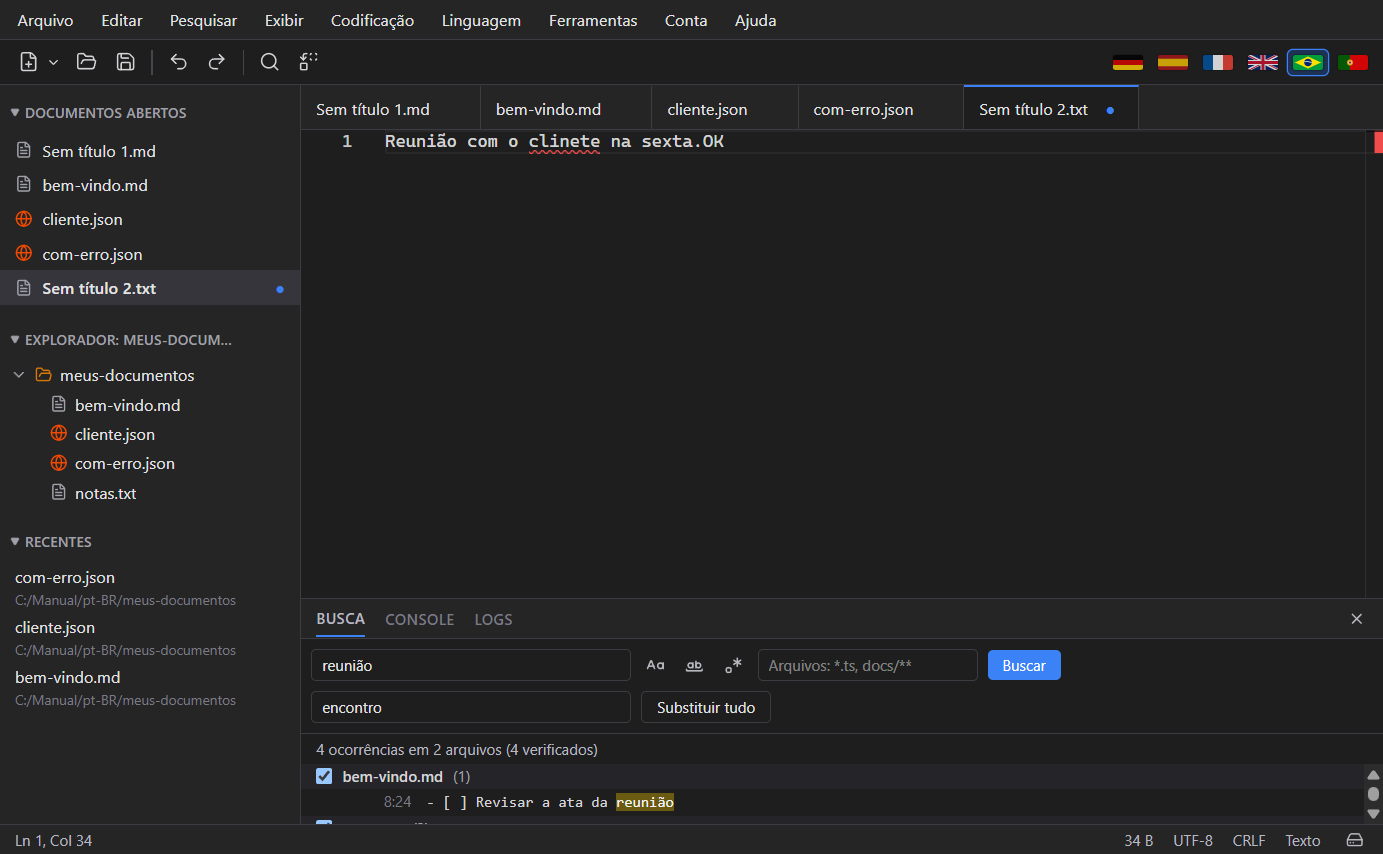 Arquivo Editar Pesquisar Exibir Codificação Linguagem Ferramentas Conta Ajuda
DOCUMENTOS ABERTOS
Sem título 1.md
bem-vindo.md
cliente.json
com-erro.json
Sem título 2.txt
EXPLORADOR: MEUS-DOCUM...
meus-documentos
bem-vindo.md
cliente.json
com-erro.json
notas.txt
RECENTES
com-erro.json
C:/Manual/pt-BR/meus-documentos
cliente.json
C:/Manual/pt-BR/meus-documentos
bem-vindo.md
C:/Manual/pt-BR/meus-documentos
Sem título 1.md bem-vindo.md cliente.json com-erro.json Sem título 2.txt
1 Reunião com o clinete na sexta.OK
BUSCA CONSOLE LOGS
reunião Aa ab .* Arquivos: *.ts, docs/** Buscar
encontro Substituir tudo
4 ocorrências em 2 arquivos (4 verificados)
bem-vindo.md (1)
8:24 - [ ] Revisar a ata da reunião
Ln 1, Col 34 34 B UTF-8 CRLF Texto